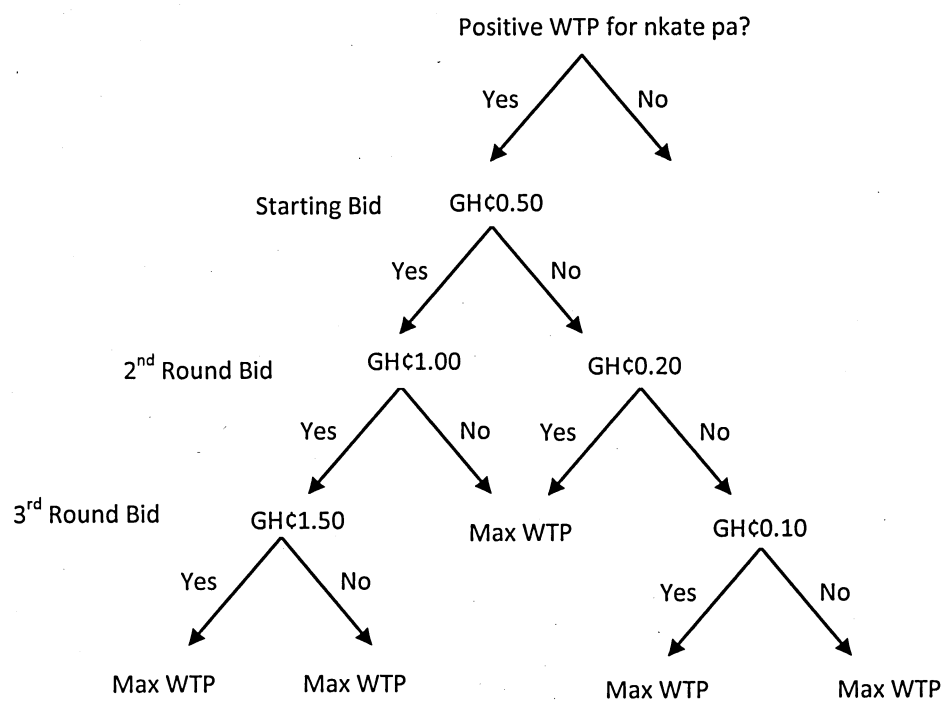 Positive WTP for nkate pa?
Yes No
Starting Bid GH¢0.50
Yes No
2nd Round Bid GH¢1.00 GH¢0.20
Yes No Yes No
3rd Round Bid GH¢1.50 Max WTP GH¢0.10
Yes No Yes No
Max WTP Max WTP Max WTP Max WTP